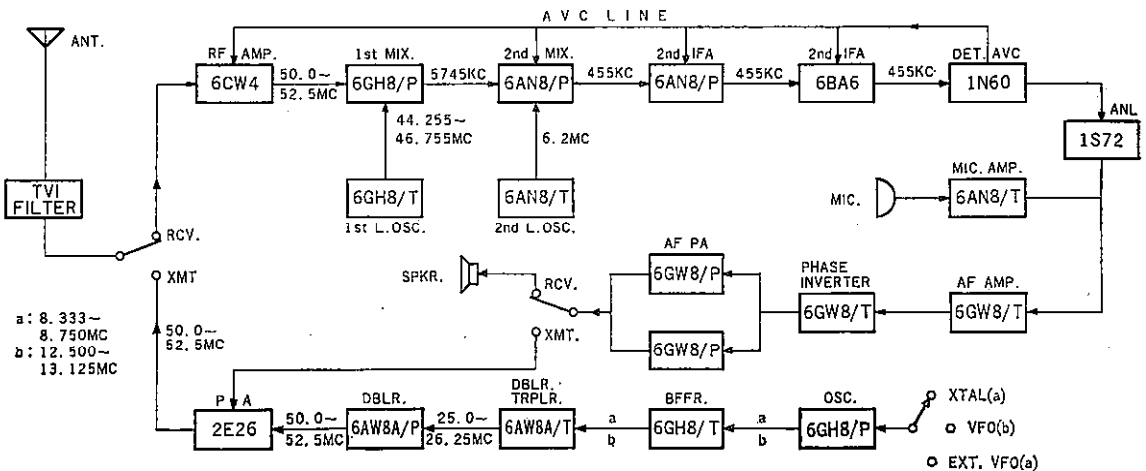 AVC LINE
ANT.
RF AMP.
1st MIX.
2nd MIX.
2nd IFA
2nd IFA
DET. AVC
6CW4
50.0~
52.5MC
6GH8/P
5745KC
6AN8/P
455KC
6AN8/P
455KC
6BA6
455KC
1N60
ANL
1S72
44.255~
46.755MC
6.2MC
TVI
FILTER
6GH8/T
1st L.OSC.
6AN8/T
2nd L.OSC.
MIC. AMP.
MIC.
6AN8/T
RCV.
XMT
AF PA
6GW8/P
SPKR.
RCV.
PHASE
INVERTER
AF AMP.
6GW8/T
6GW8/T
XMT.
6GW8/P
a: 8.333~
8.750MC
b: 12.500~
13.125MC
50.0~
52.5MC
P A
2E26
50.0~
52.5MC
DBLR.
6AW8A/P
25.0~
26.25MC
DBLR.
TRPLR.
6AW8A/T
a
b
BFFR.
6GH8/T
a
b
OSC.
6GH8/P
XTAL(a)
VFO(b)
EXT. VFO(a)